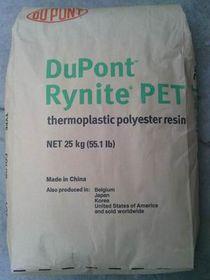 DU PONT
DuPont™
Rynite® PET
thermoplastic polyester resin
NET 25 kg (55.1 lb)
Made in China
Also produced in: Belgium
Japan
Korea
United States of America
and sold worldwide